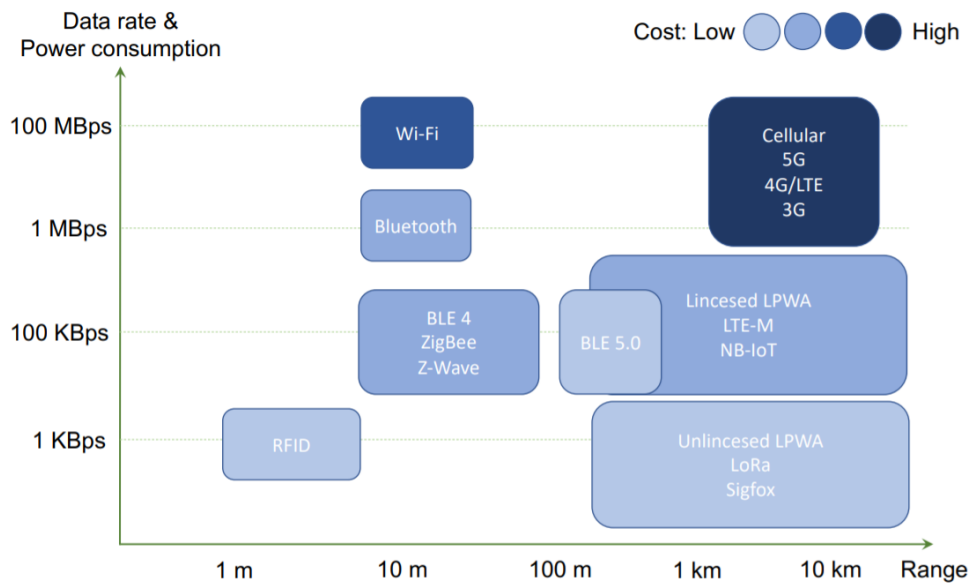 Data rate &
Power consumption
Cost: Low High
100 MBps
Wi-Fi
Cellular
5G
4G/LTE
3G
1 MBps
Bluetooth
100 KBps
BLE 4
ZigBee
Z-Wave
BLE 5.0
Lincesed LPWA
LTE-M
NB-IoT
1 KBps
RFID
Unlincesed LPWA
LoRa
Sigfox
1 m 10 m 100 m 1 km 10 km Range